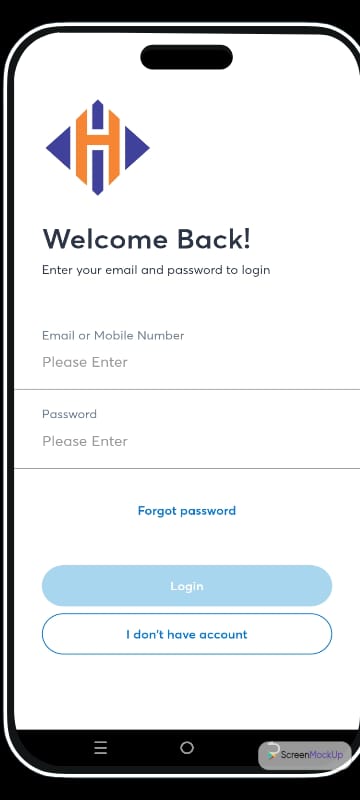 H
Welcome Back!
Enter your email and password to login
Email or Mobile Number
Please Enter
Password
Please Enter
Forgot password
Login
I don't have account
ScreenMockUp